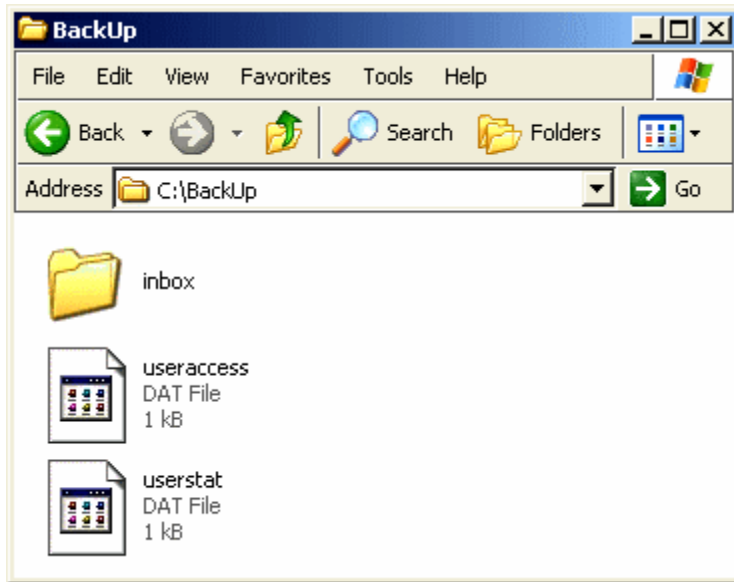 BackUp
File Edit View Favorites Tools Help
Back Search Folders
Address C:\BackUp Go
inbox
useraccess
DAT File
1 kB
userstat
DAT File
1 kB